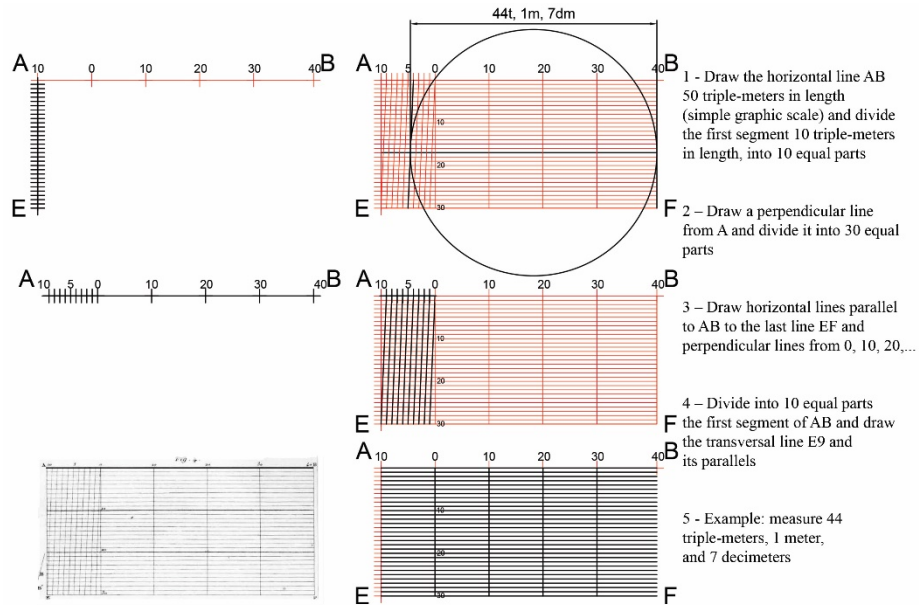 44t, 1m, 7dm
A B
10 0 10 20 30 40
E
A B
10 5 0 10 20 30 40
10
20
30
E F
A B
10 5 0 10 20 30 40
A B
10 5 0 10 20 30 40
10
20
30
E F
A B
10 0 10 20 30 40
10
20
30
E F
1 - Draw the horizontal line AB
50 triple-meters in length
(simple graphic scale) and divide
the first segment 10 triple-meters
in length, into 10 equal parts
2 – Draw a perpendicular line
from A and divide it into 30 equal
parts
3 – Draw horizontal lines parallel
to AB to the last line EF and
perpendicular lines from 0, 10, 20,...
4 – Divide into 10 equal parts
the first segment of AB and draw
the transversal line E9 and
its parallels
5 - Example: measure 44
triple-meters, 1 meter,
and 7 decimeters